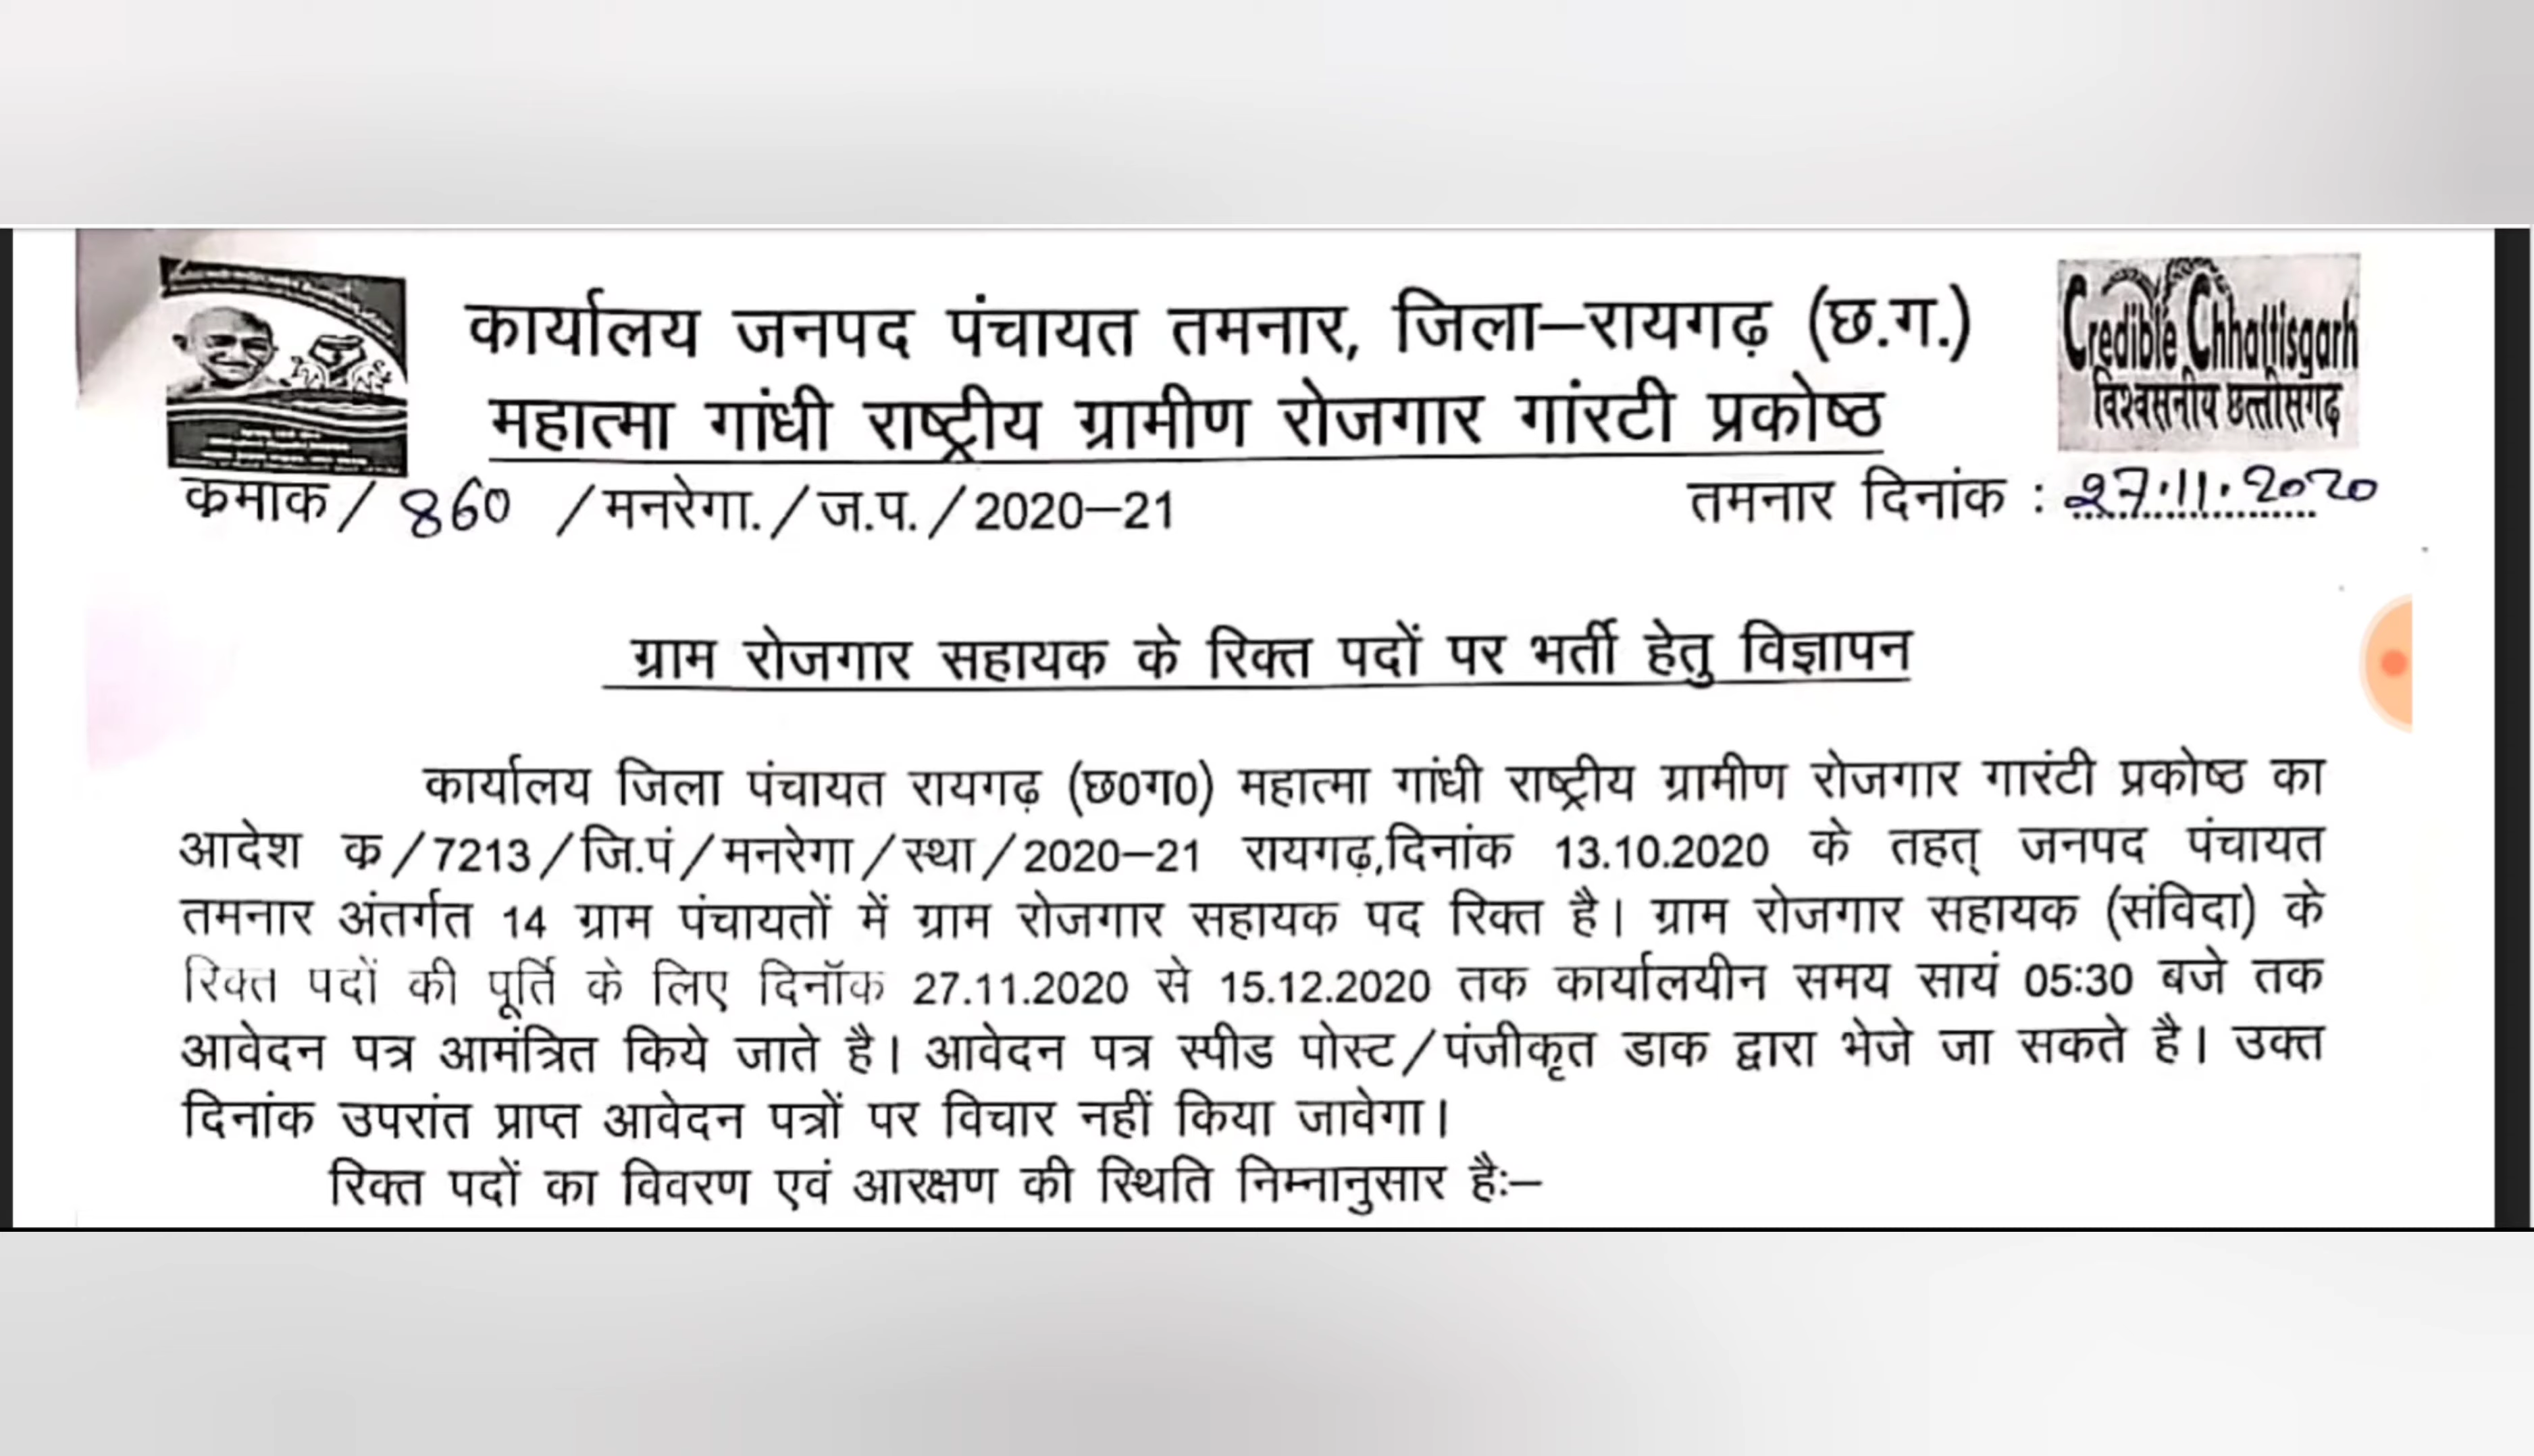 कार्यालय जनपद पंचायत तमनार, जिला–रायगढ़ (छ.ग.)
महात्मा गांधी राष्ट्रीय ग्रामीण रोजगार गांरटी प्रकोष्ठ
Credible Chhattisgarh
विश्वसनीय छत्तीसगढ़
कमाक / 860 / मनरेगा. / ज.प. / 2020–21 तमनार दिनांक : 27.11.2020
ग्राम रोजगार सहायक के रिक्त पदों पर भर्ती हेतु विज्ञापन
कार्यालय जिला पंचायत रायगढ़ (छ0ग0) महात्मा गांधी राष्ट्रीय ग्रामीण रोजगार गारंटी प्रकोष्ठ का
आदेश क / 7213 / जि.पं / मनरेगा / स्था / 2020–21 रायगढ़,दिनांक 13.10.2020 के तहत् जनपद पंचायत
तमनार अंतर्गत 14 ग्राम पंचायतों में ग्राम रोजगार सहायक पद रिक्त है। ग्राम रोजगार सहायक (संविदा) के
रिक्त पदों की पूर्ति के लिए दिनॉक 27.11.2020 से 15.12.2020 तक कार्यालयीन समय सायं 05:30 बजे तक
आवेदन पत्र आमंत्रित किये जाते है। आवेदन पत्र स्पीड पोस्ट / पंजीकृत डाक द्वारा भेजे जा सकते है। उक्त
दिनांक उपरांत प्राप्त आवेदन पत्रों पर विचार नहीं किया जावेगा।
रिक्त पदों का विवरण एवं आरक्षण की स्थिति निम्नानुसार हैः–